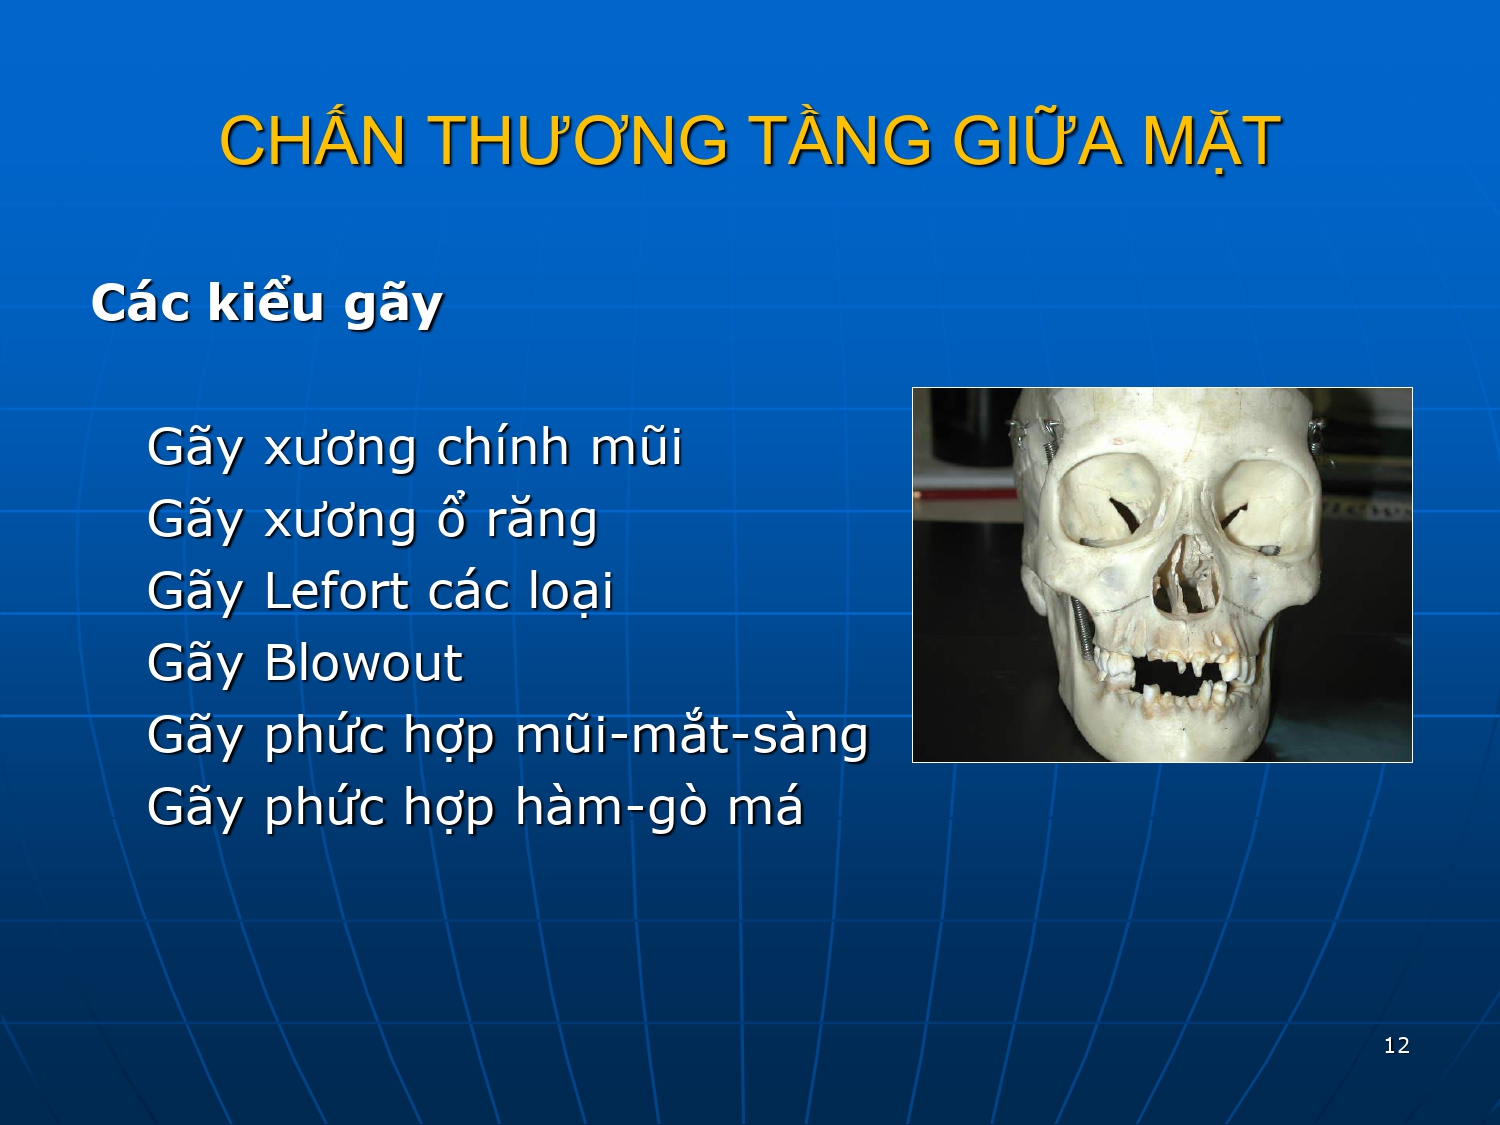 CHẤN THƯƠNG TẦNG GIỮA MẶT
Các kiểu gãy
Gãy xương chính mũi
Gãy xương ổ răng
Gãy Lefort các loại
Gãy Blowout
Gãy phức hợp mũi-mắt-sàng
Gãy phức hợp hàm-gò má
12